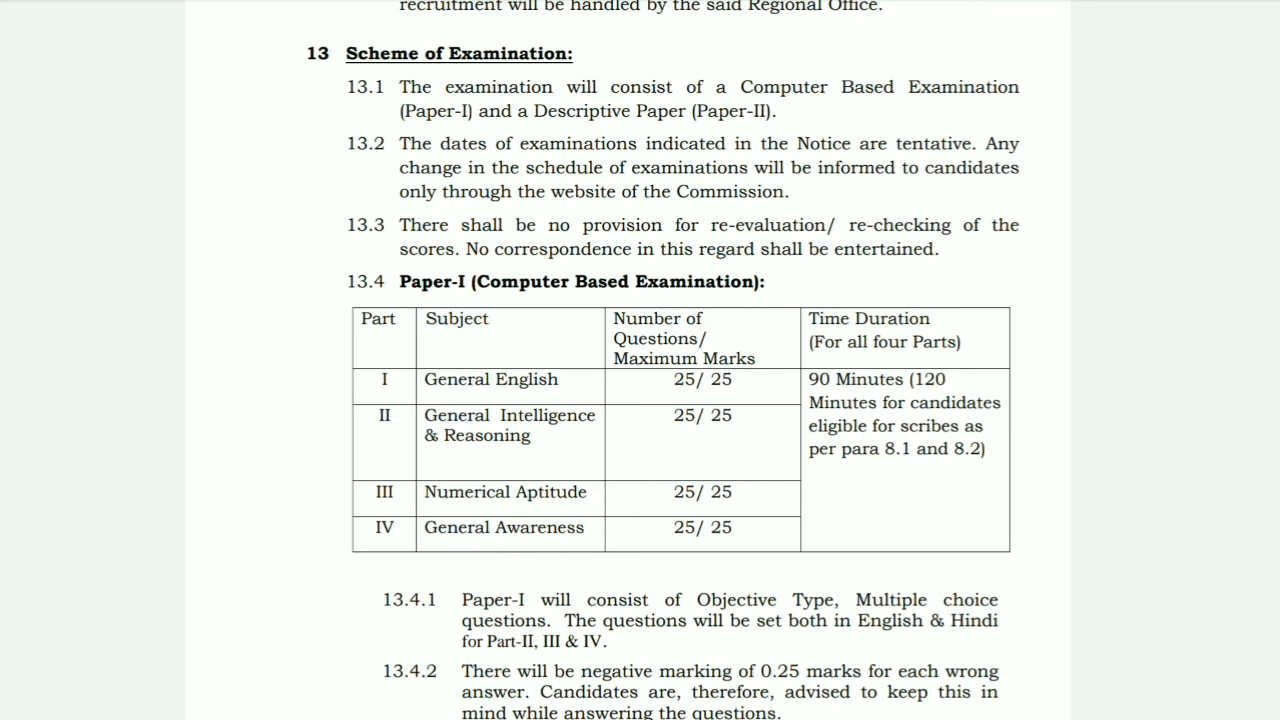 recruitment will be handled by the said Regional Office.
13 Scheme of Examination:
13.1 The examination will consist of a Computer Based Examination
(Paper-I) and a Descriptive Paper (Paper-II).
13.2 The dates of examinations indicated in the Notice are tentative. Any
change in the schedule of examinations will be informed to candidates
only through the website of the Commission.
13.3 There shall be no provision for re-evaluation/ re-checking of the
scores. No correspondence in this regard shall be entertained.
13.4 Paper-I (Computer Based Examination):
Part Subject Number of Questions/ Maximum Marks Time Duration (For all four Parts)
I General English 25/ 25 90 Minutes (120 Minutes for candidates eligible for scribes as per para 8.1 and 8.2)
II General Intelligence & Reasoning 25/ 25
III Numerical Aptitude 25/ 25
IV General Awareness 25/ 25
13.4.1 Paper-I will consist of Objective Type, Multiple choice
questions. The questions will be set both in English & Hindi
for Part-II, III & IV.
13.4.2 There will be negative marking of 0.25 marks for each wrong
answer. Candidates are, therefore, advised to keep this in
mind while answering the questions.